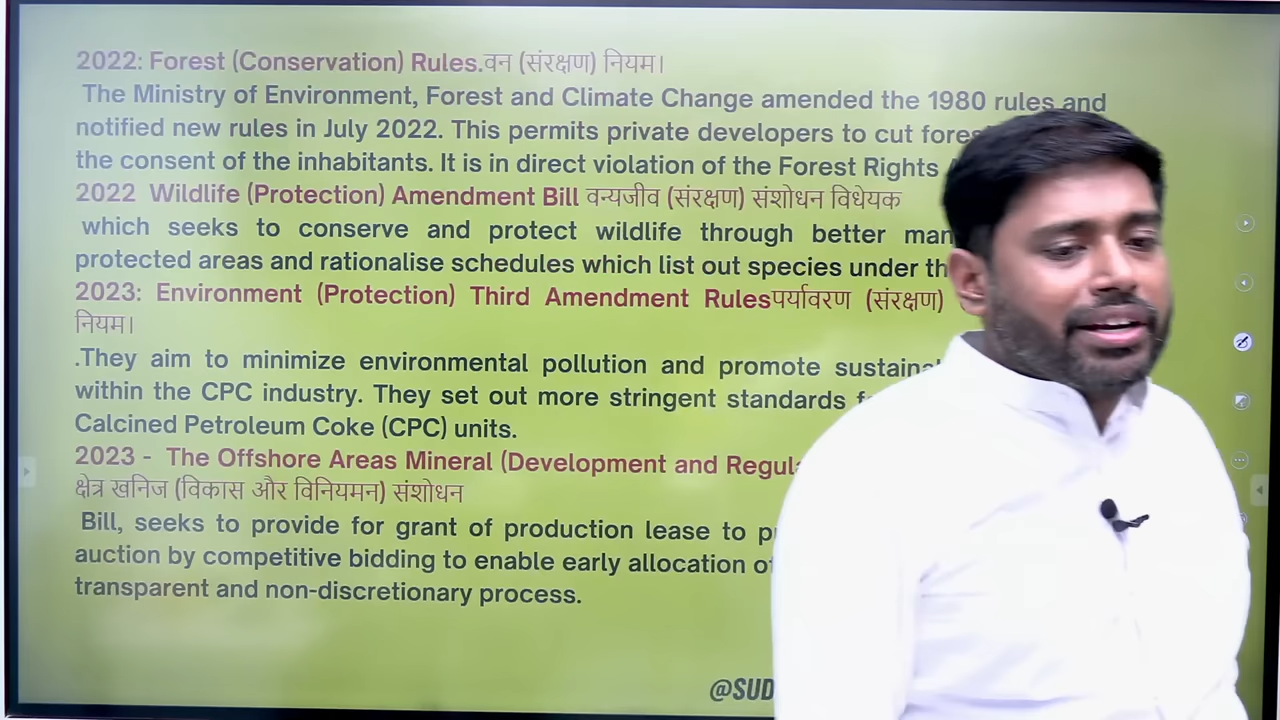 2022: Forest (Conservation) Rules.वन (संरक्षण) नियम।
The Ministry of Environment, Forest and Climate Change amended the 1980 rules and
notified new rules in July 2022. This permits private developers to cut
the consent of the inhabitants. It is in direct violation of the Forest Rights
2022 Wildlife (Protection) Amendment Bill वन्यजीव (संरक्षण) संशोधन विधेयक
which seeks to conserve and protect wildlife through better
protected areas and rationalise schedules which list out species under
2023: Environment (Protection) Third Amendment Rulesपर्यावरण (संरक्षण)
नियम।
.They aim to minimize environmental pollution and promote
within the CPC industry. They set out more stringent standards
Calcined Petroleum Coke (CPC) units.
2023 - The Offshore Areas Mineral (Development and
क्षेत्र खनिज (विकास और विनियमन) संशोधन
Bill, seeks to provide for grant of production lease to
auction by competitive bidding to enable early allocation
transparent and non-discretionary process.